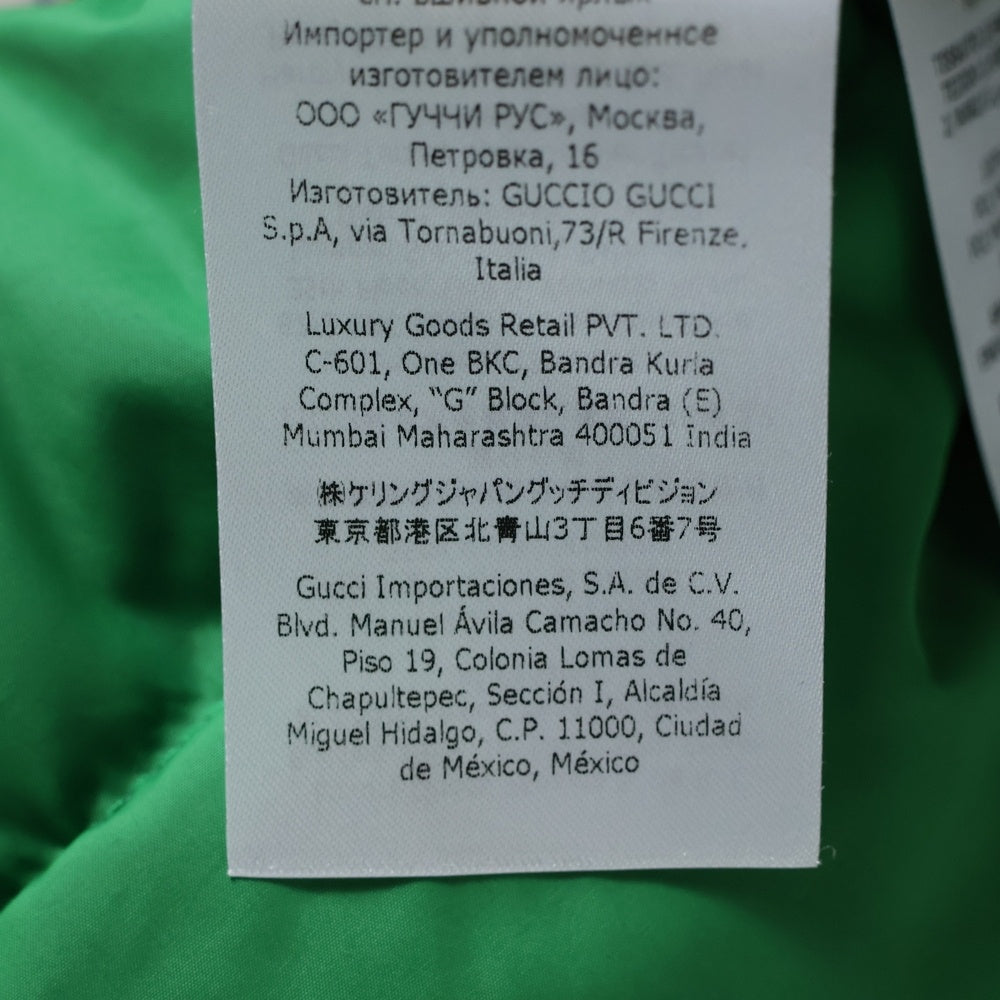 см. вшивной ярлык
Импортер и уполномоченное
изготовителем лицо:
ООО «ГУЧЧИ РУС», Москва,
Петровка, 16
Изготовитель: GUCCIO GUCCI
S.p.A, via Tornabuoni,73/R Firenze,
Italia
Luxury Goods Retail PVT. LTD.
C-601, One BKC, Bandra Kurla
Complex, “G” Block, Bandra (E)
Mumbai Maharashtra 400051 India
㈱ケリングジャパングッチディビジョン
東京都港区北青山3丁目6番7号
Gucci Importaciones, S.A. de C.V.
Blvd. Manuel Ávila Camacho No. 40,
Piso 19, Colonia Lomas de
Chapultepec, Sección I, Alcaldía
Miguel Hidalgo, C.P. 11000, Ciudad
de México, México